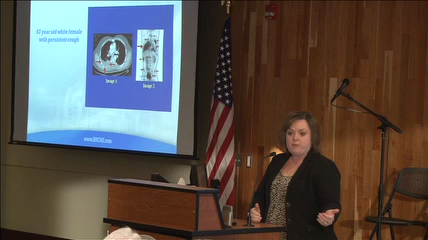 62 year old white female
with persistent cough
Image 1
Image 2